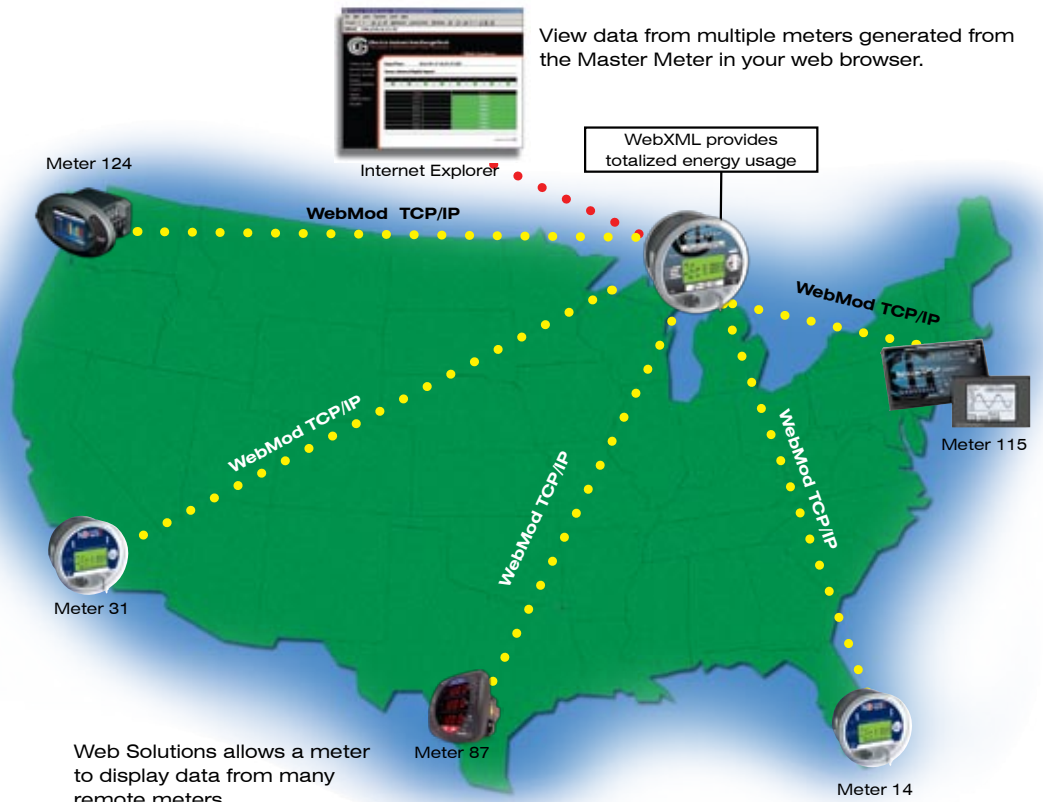 View data from multiple meters generated from
the Master Meter in your web browser.
WebXML provides
totalized energy usage
Internet Explorer
Meter 124
WebMod TCP/IP
WebMod TCP/IP
WebMod TCP/IP
WebMod TCP/IP
WebMod TCP/IP
Meter 115
Meter 31
Meter 87
Meter 14
Web Solutions allows a meter
to display data from many
remote meters